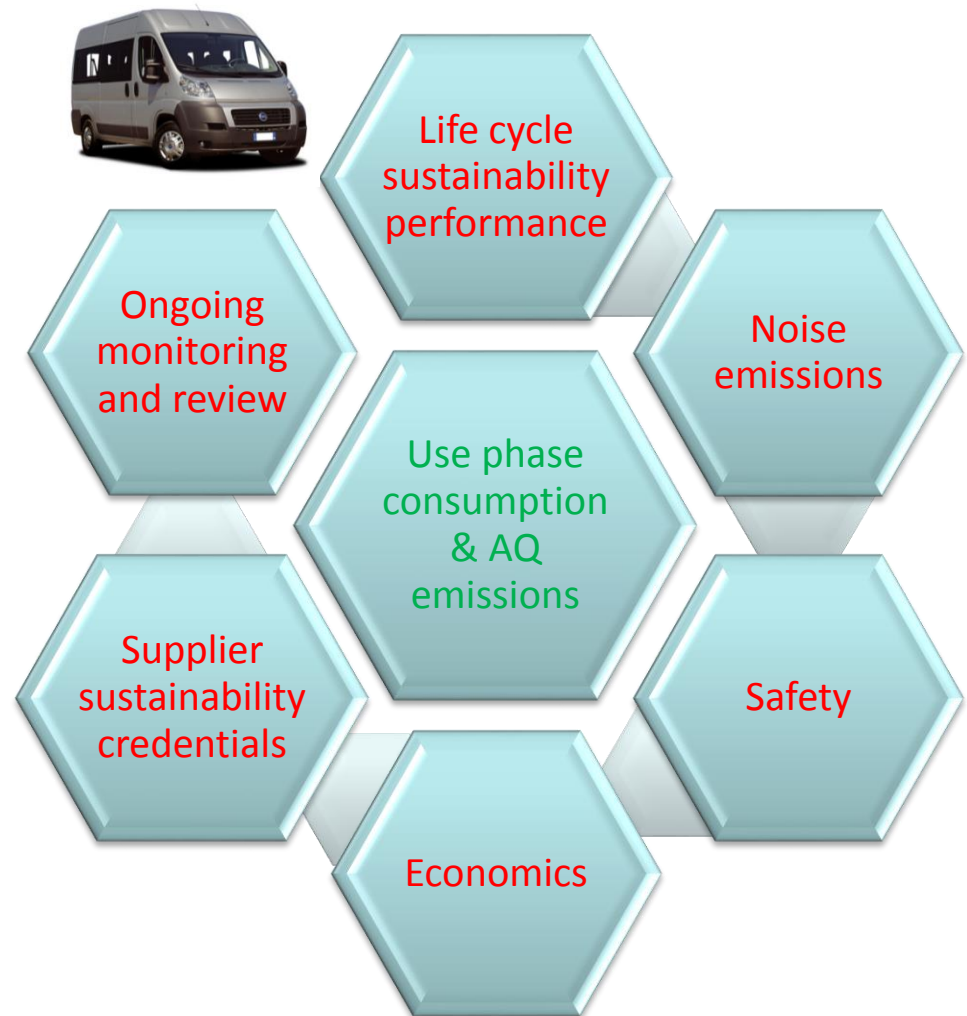 Life cycle
sustainability
performance
Ongoing
monitoring
and review
Noise
emissions
Use phase
consumption
& AQ
emissions
Supplier
sustainability
credentials
Safety
Economics